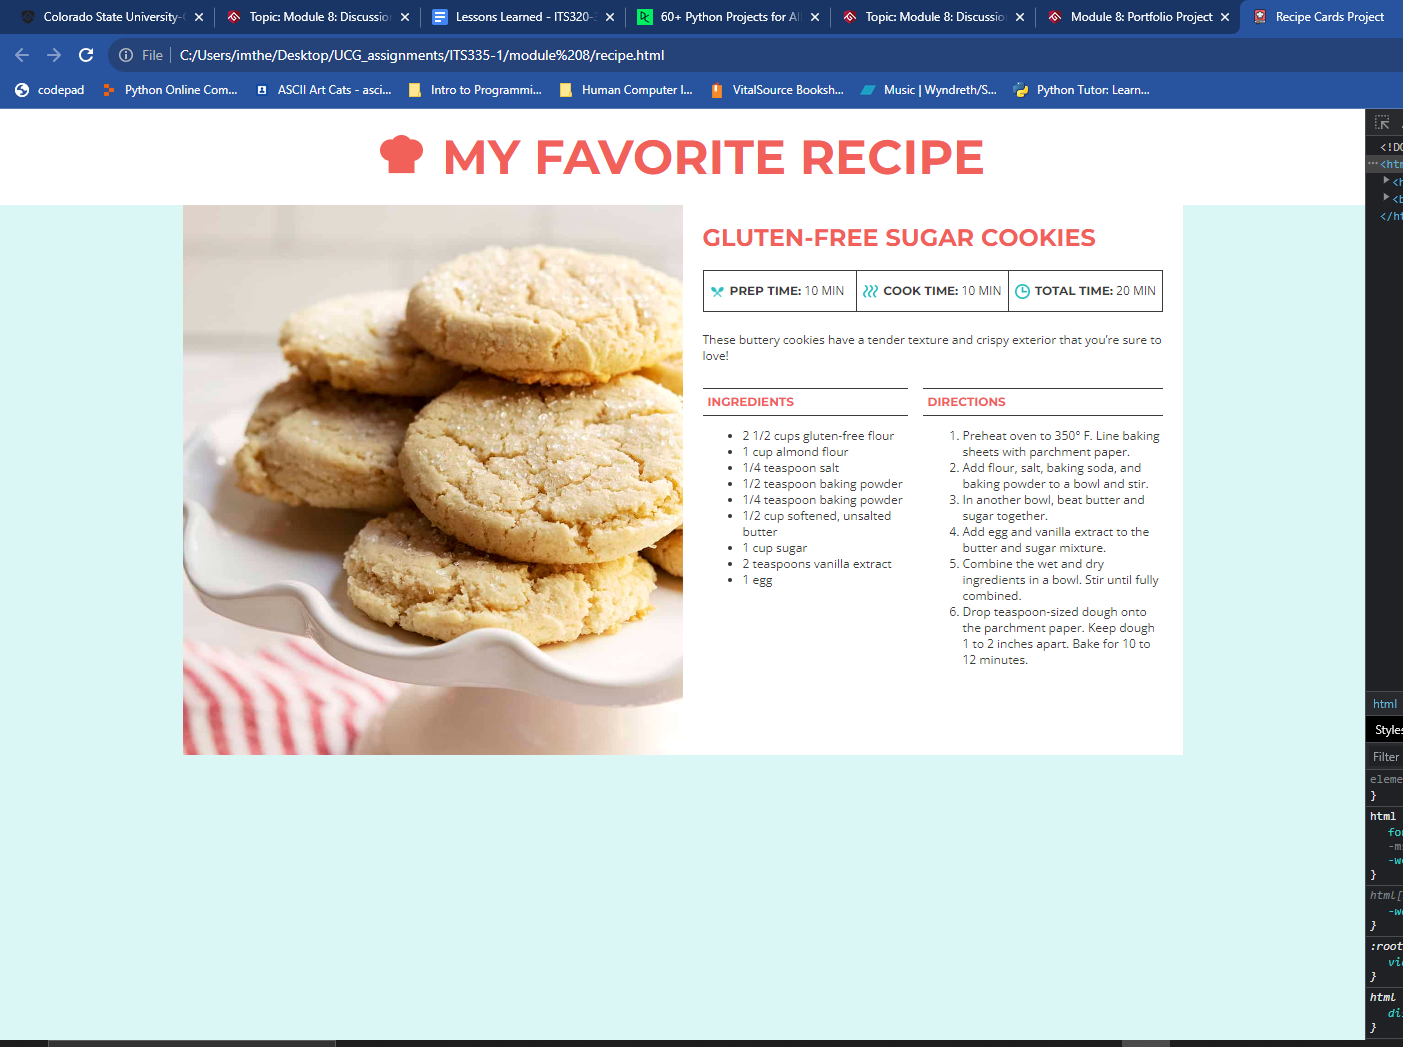 Colorado State University-
Topic: Module 8: Discussio
Lessons Learned - ITS320-
60+ Python Projects for Al
Topic: Module 8: Discussio
Module 8: Portfolio Project
Recipe Cards Project
File
C:/Users/imthe/Desktop/UCG_assignments/ITS335-1/module%208/recipe.html
codepad
Python Online Com...
ASCII Art Cats - asci...
Intro to Programmi...
Human Computer I...
VitalSource Booksh...
Music | Wyndreth/S...
Python Tutor: Learn...
MY FAVORITE RECIPE
GLUTEN-FREE SUGAR COOKIES
PREP TIME: 10 MIN
COOK TIME: 10 MIN
TOTAL TIME: 20 MIN
These buttery cookies have a tender texture and crispy exterior that you're sure to
love!
INGREDIENTS
• 2 1/2 cups gluten-free flour
• 1 cup almond flour
• 1/4 teaspoon salt
• 1/2 teaspoon baking powder
• 1/4 teaspoon baking powder
• 1/2 cup softened, unsalted
butter
• 1 cup sugar
• 2 teaspoons vanilla extract
• 1 egg
DIRECTIONS
1. Preheat oven to 350° F. Line baking
sheets with parchment paper.
2. Add flour, salt, baking soda, and
baking powder to a bowl and stir.
3. In another bowl, beat butter and
sugar together.
4. Add egg and vanilla extract to the
butter and sugar mixture.
5. Combine the wet and dry
ingredients in a bowl. Stir until fully
combined.
6. Drop teaspoon-sized dough onto
the parchment paper. Keep dough
1 to 2 inches apart. Bake for 10 to
12 minutes.
<!DO
<htm
<h
<b
</ht
html
Styles
Filter
eleme
}
html
fo
-m
-w
}
html[
-w
}
:root
vi
}
html
di
}